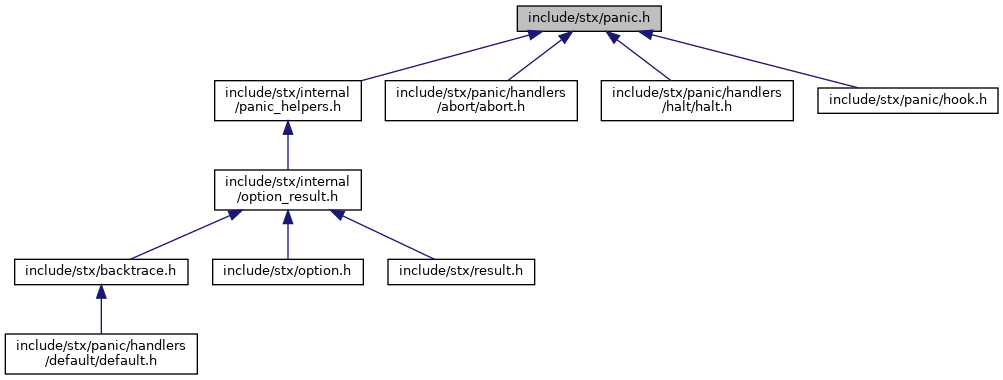 include/stx/panic.h
include/stx/internal
/panic_helpers.h
include/stx/panic/handlers
/abort/abort.h
include/stx/panic/handlers
/halt/halt.h
include/stx/panic/hook.h
include/stx/internal
/option_result.h
include/stx/backtrace.h
include/stx/option.h
include/stx/result.h
include/stx/panic/handlers
/default/default.h